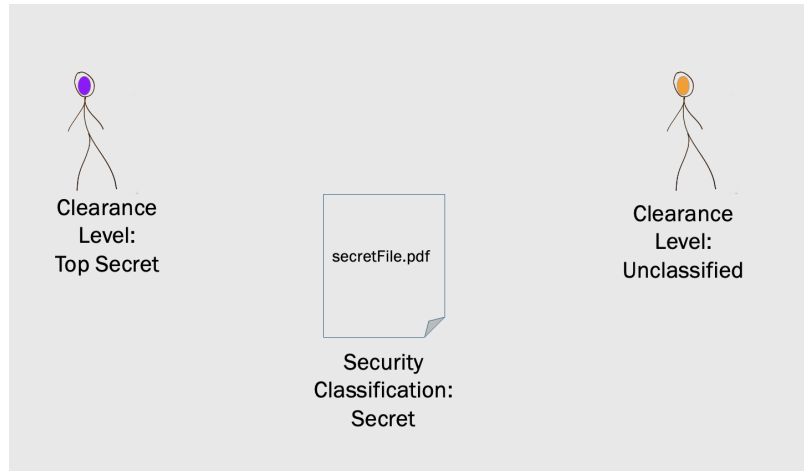 Clearance
Level:
Top Secret
secretFile.pdf
Security
Classification:
Secret
Clearance
Level:
Unclassified